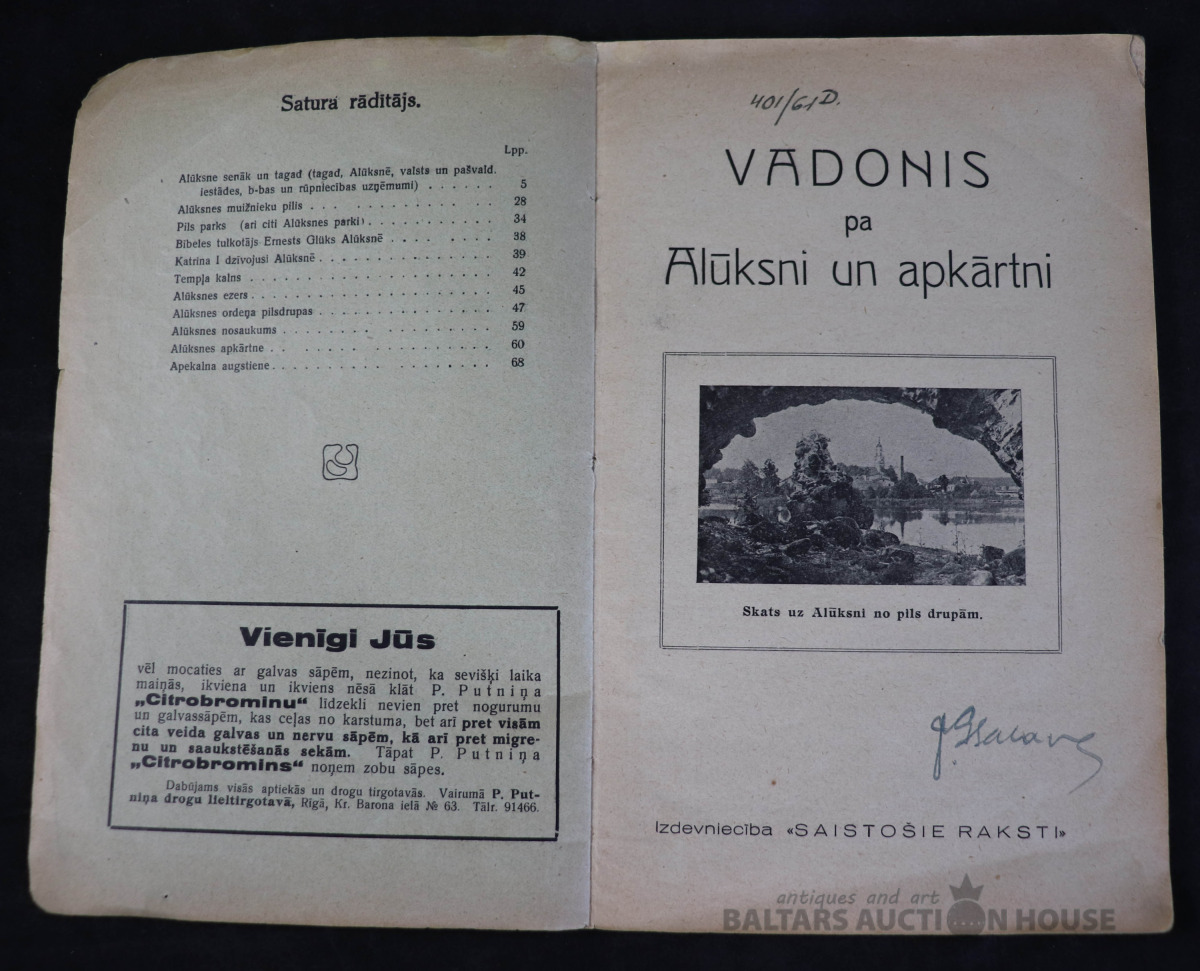 Satura rādītājs.
Lpp.
Alūksne senāk un tagad (tagad, Alūksnē, valsts un pašvald.
iestādes, b-bas un rūpniecības uzņēmumi) . . . . . . 5
Alūksnes muižnieku pilis . . . . . . . . . . . . 28
Pils parks (arī citi Alūksnes parki) . . . . . . . . . 34
Bībeles tulkotājs Ernests Glūks Alūksnē . . . . . . . . 38
Katrīna I dzīvojusi Alūksnē . . . . . . . . . . . . 39
Tempļa kalns . . . . . . . . . . . . . . . . 42
Alūksnes ezers . . . . . . . . . . . . . . . . 45
Alūksnes ordeņa pilsdrupas . . . . . . . . . . . . 47
Alūksnes nosaukums . . . . . . . . . . . . . 59
Alūksnes apkārtne . . . . . . . . . . . . . . 60
Apekalna augstiene . . . . . . . . . . . . . . 68
Vienīgi Jūs
vēl mocaties ar galvas sāpēm, nezinot, ka sevišķi laika
maiņās, ikviena un ikviens nēsā klāt P. Putniņa
„Citrobrominu“ līdzekli nevien pret nogurumu
un galvassāpēm, kas ceļas no karstuma, bet arī pret visām
cita veida galvas un nervu sāpēm, kā arī pret migre-
nu un saaukstēšanās sekām. Tāpat P. Putniņa
„Citrobromins“ noņem zobu sāpes.
Dabūjams visās aptiekās un drogu tirgotavās. Vairumā P. Put-
niņa drogu lieltirgotavā, Rīgā, Kr. Barona ielā № 63. Tālr. 91466.
401/61 D.
VADONIS
pa
Alūksni un apkārtni
Skats uz Alūksni no pils drupām.
Izdevniecība «SAISTOŠIE RAKSTI»
antiques and art
BALTARS AUCTION HOUSE